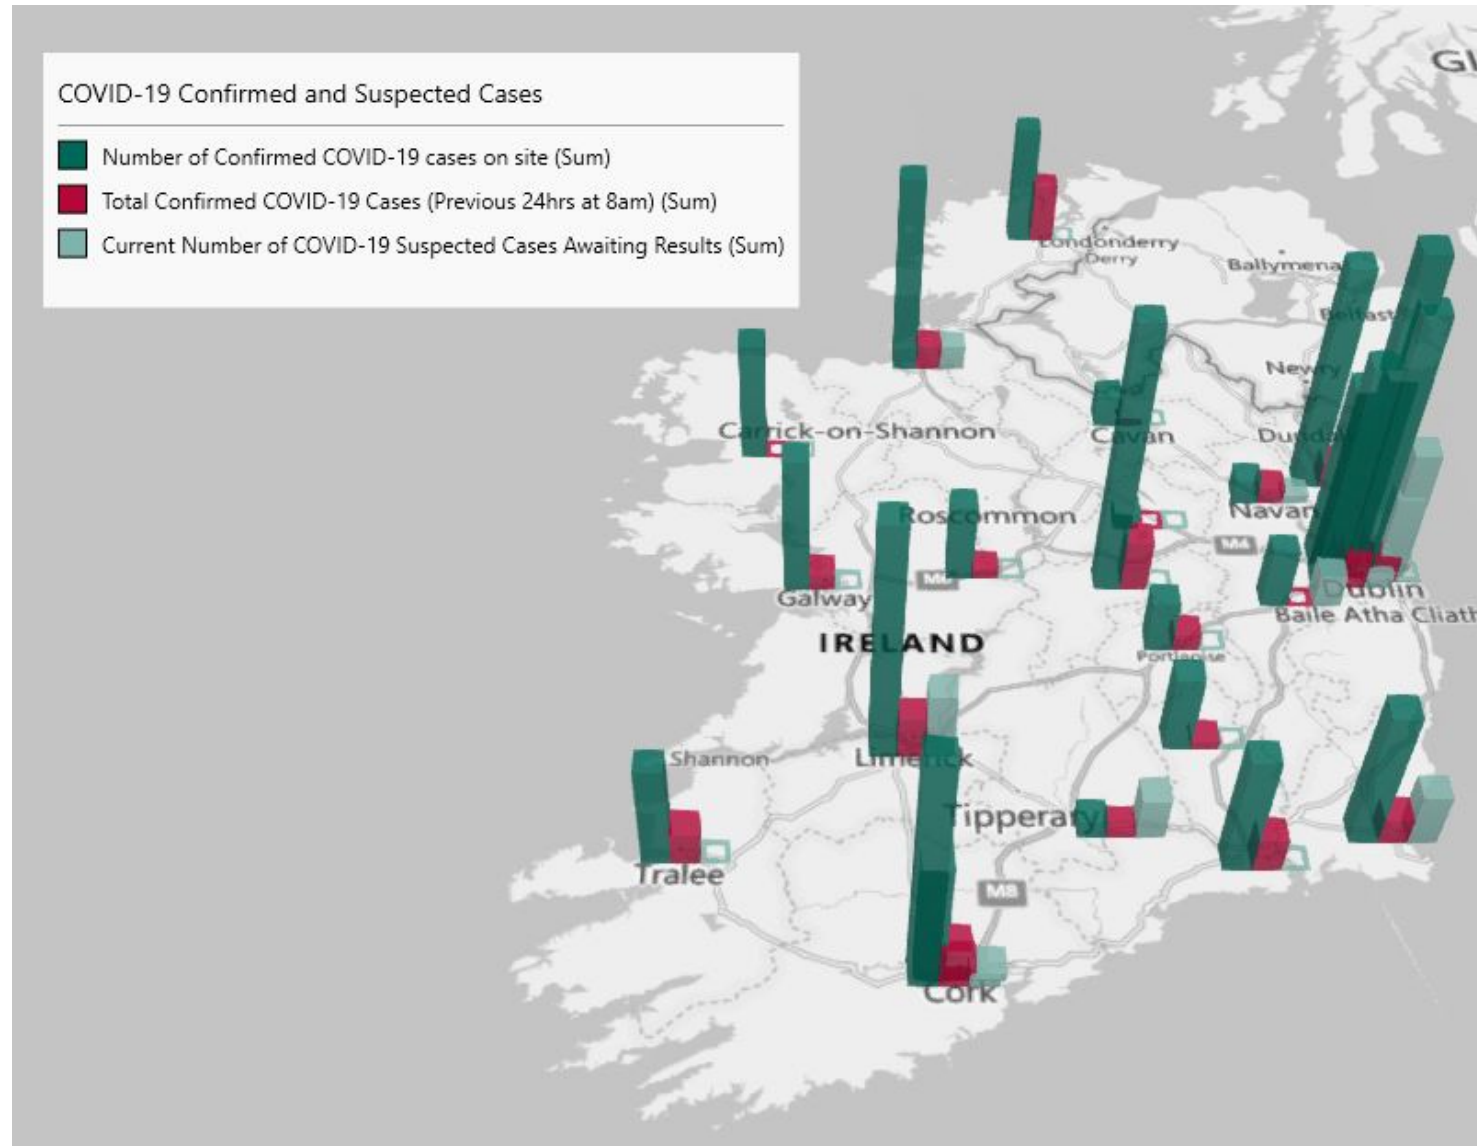 COVID-19 Confirmed and Suspected Cases
Number of Confirmed COVID-19 cases on site (Sum)
Total Confirmed COVID-19 Cases (Previous 24hrs at 8am) (Sum)
Current Number of COVID-19 Suspected Cases Awaiting Results (Sum)
Gl
Londonderry
Derry
Ballymena
Belfast
Newry
Carrick-on-Shannon
Cavan
Dundal
Roscommon
Navan
M4
M6
Galway
Dublin
Baile Atha Cliath
IRELAND
Portlaoise
Shannon
Limerick
Tipperary
Tralee
M8
Cork